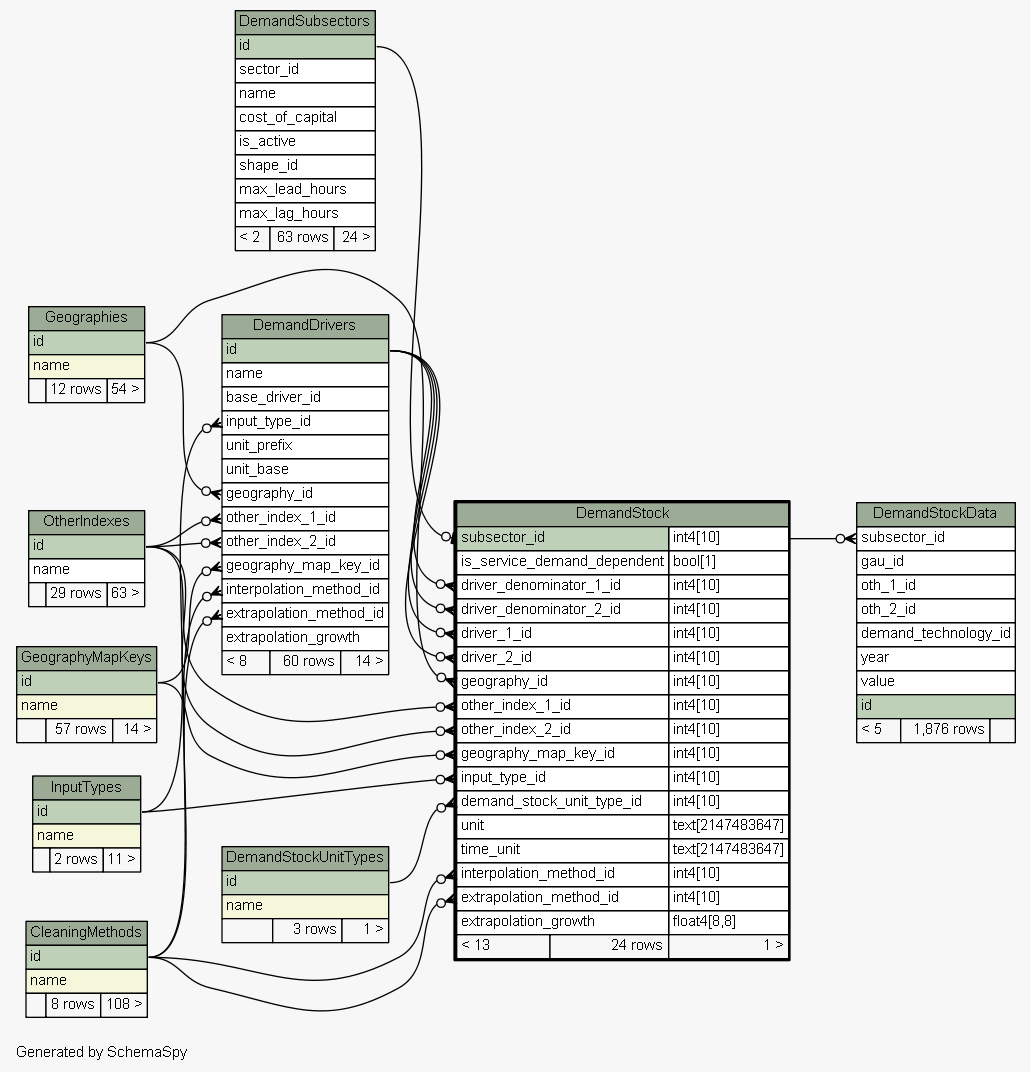 DemandSubsectors
id
sector_id
name
cost_of_capital
is_active
shape_id
max_lead_hours
max_lag_hours
< 2 63 rows 24 >
Geographies
id
name
12 rows 54 >
DemandDrivers
id
name
base_driver_id
input_type_id
unit_prefix
unit_base
geography_id
other_index_1_id
other_index_2_id
geography_map_key_id
interpolation_method_id
extrapolation_method_id
extrapolation_growth
< 8 60 rows 14 >
OtherIndexes
id
name
29 rows 63 >
GeographyMapKeys
id
name
57 rows 14 >
InputTypes
id
name
2 rows 11 >
DemandStockUnitTypes
id
name
3 rows 1 >
CleaningMethods
id
name
8 rows 108 >
DemandStock
subsector_id int4[10]
is_service_demand_dependent bool[1]
driver_denominator_1_id int4[10]
driver_denominator_2_id int4[10]
driver_1_id int4[10]
driver_2_id int4[10]
geography_id int4[10]
other_index_1_id int4[10]
other_index_2_id int4[10]
geography_map_key_id int4[10]
input_type_id int4[10]
demand_stock_unit_type_id int4[10]
unit text[2147483647]
time_unit text[2147483647]
interpolation_method_id int4[10]
extrapolation_method_id int4[10]
extrapolation_growth float4[8,8]
< 13 24 rows 1 >
DemandStockData
subsector_id
gau_id
oth_1_id
oth_2_id
demand_technology_id
year
value
id
< 5 1,876 rows
Generated by SchemaSpy